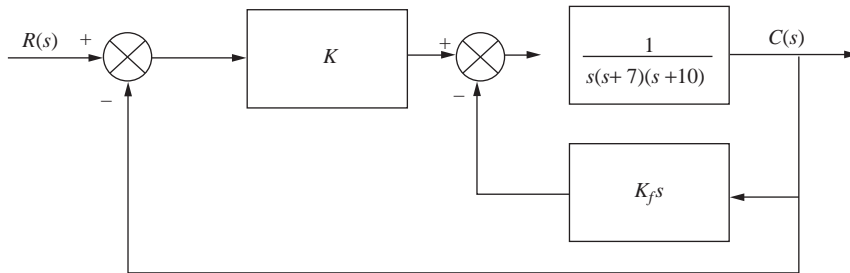 R(s)
+
−
K
+
−
1
s(s+ 7)(s +10)
C(s)
K_f s